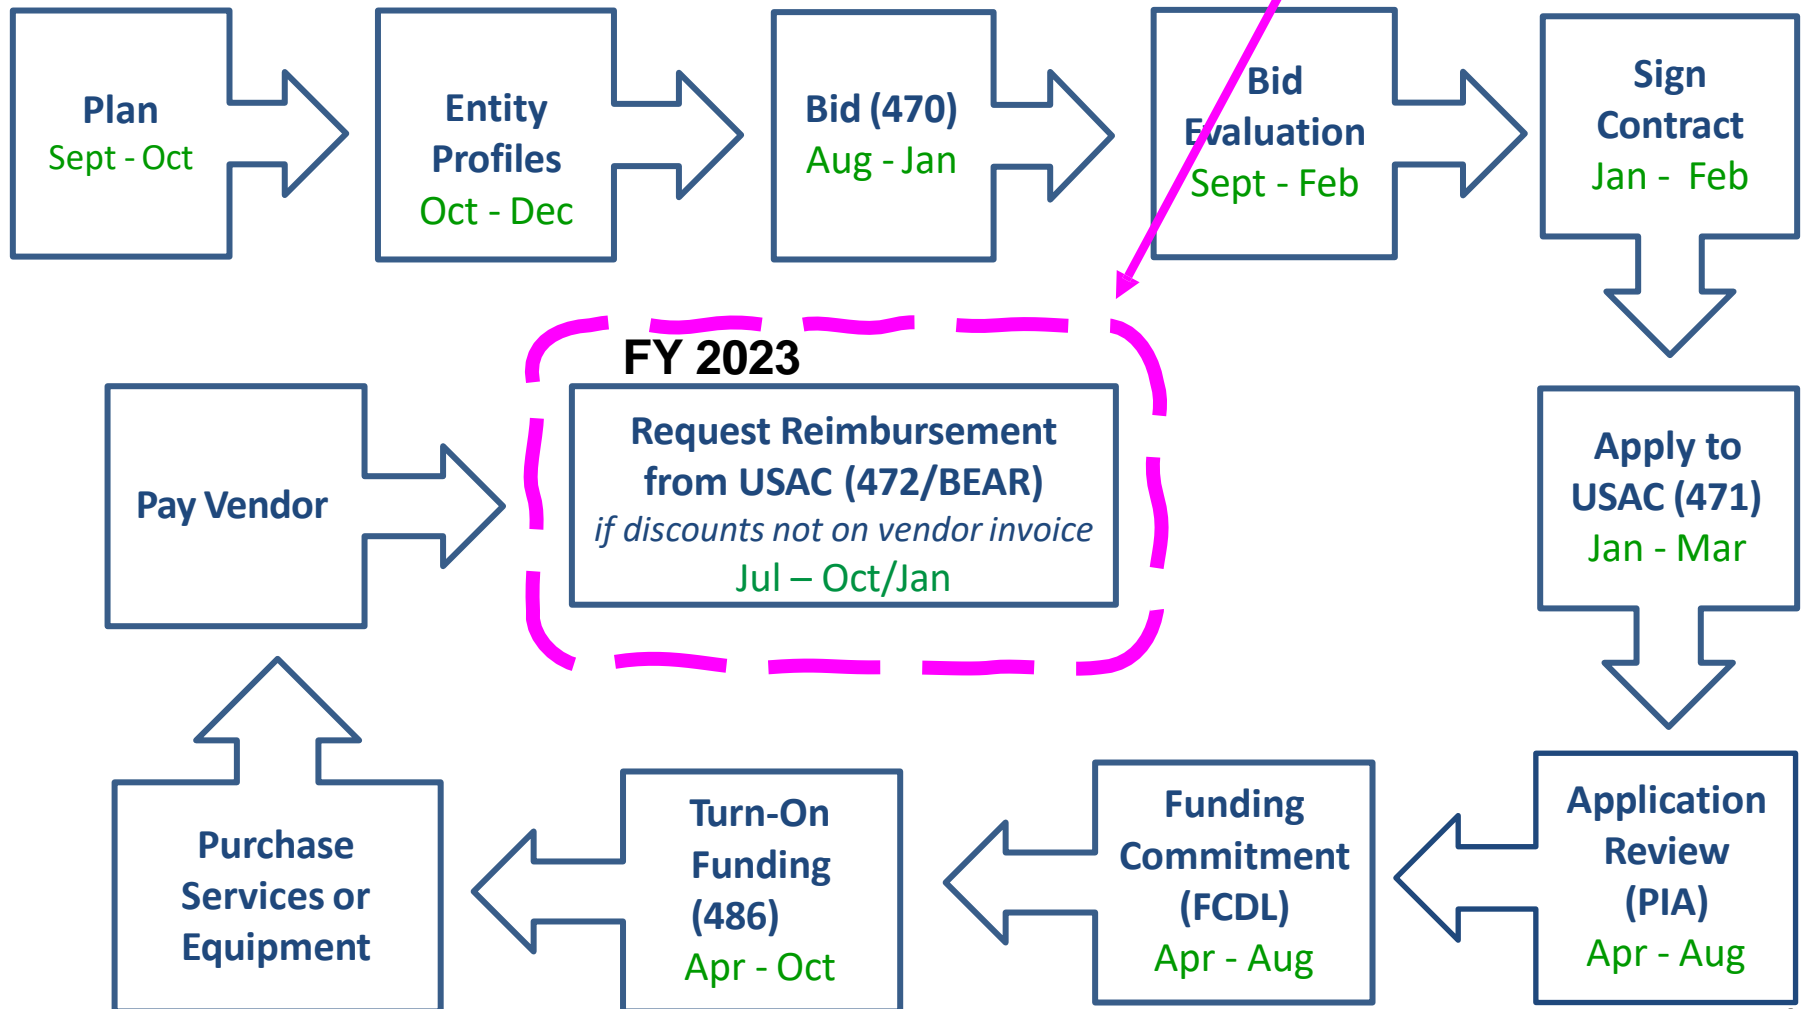 Plan
Sept - Oct
Entity
Profiles
Oct - Dec
Bid (470)
Aug - Jan
Bid
Evaluation
Sept - Feb
Sign
Contract
Jan - Feb
FY 2023
Request Reimbursement
from USAC (472/BEAR)
if discounts not on vendor invoice
Jul – Oct/Jan
Pay Vendor
Apply to
USAC (471)
Jan - Mar
Application
Review
(PIA)
Apr - Aug
Funding
Commitment
(FCDL)
Apr - Aug
Turn-On
Funding
(486)
Apr - Oct
Purchase
Services or
Equipment